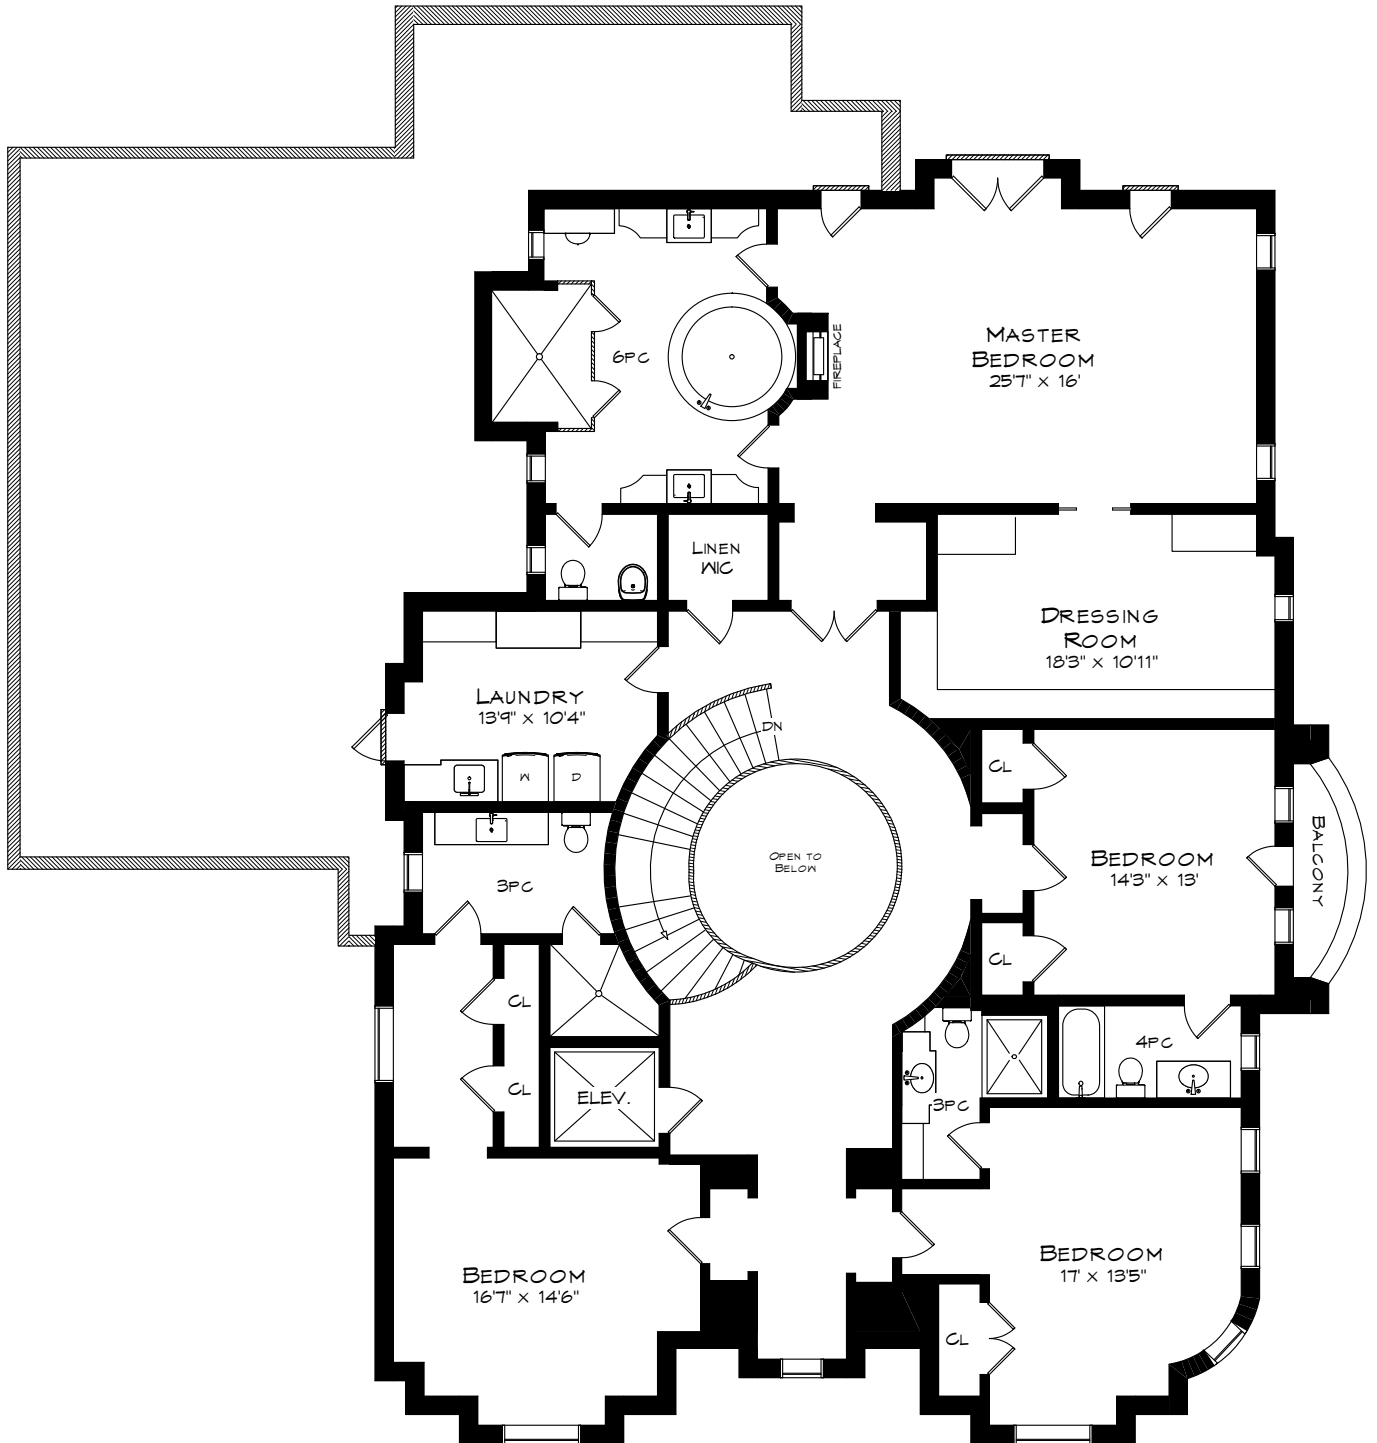 MASTER
BEDROOM
25'7" x 16'
FIREPLACE
6PC
LINEN
WIC
DRESSING
ROOM
18'3" x 10'11"
LAUNDRY
13'9" x 10'4"
W
D
DN
CL
BALCONY
OPEN TO
BELOW
BEDROOM
14'3" x 13'
3PC
CL
CL
4PC
CL
ELEV.
3PC
BEDROOM
17' x 13'5"
BEDROOM
16'7" x 14'6"
CL